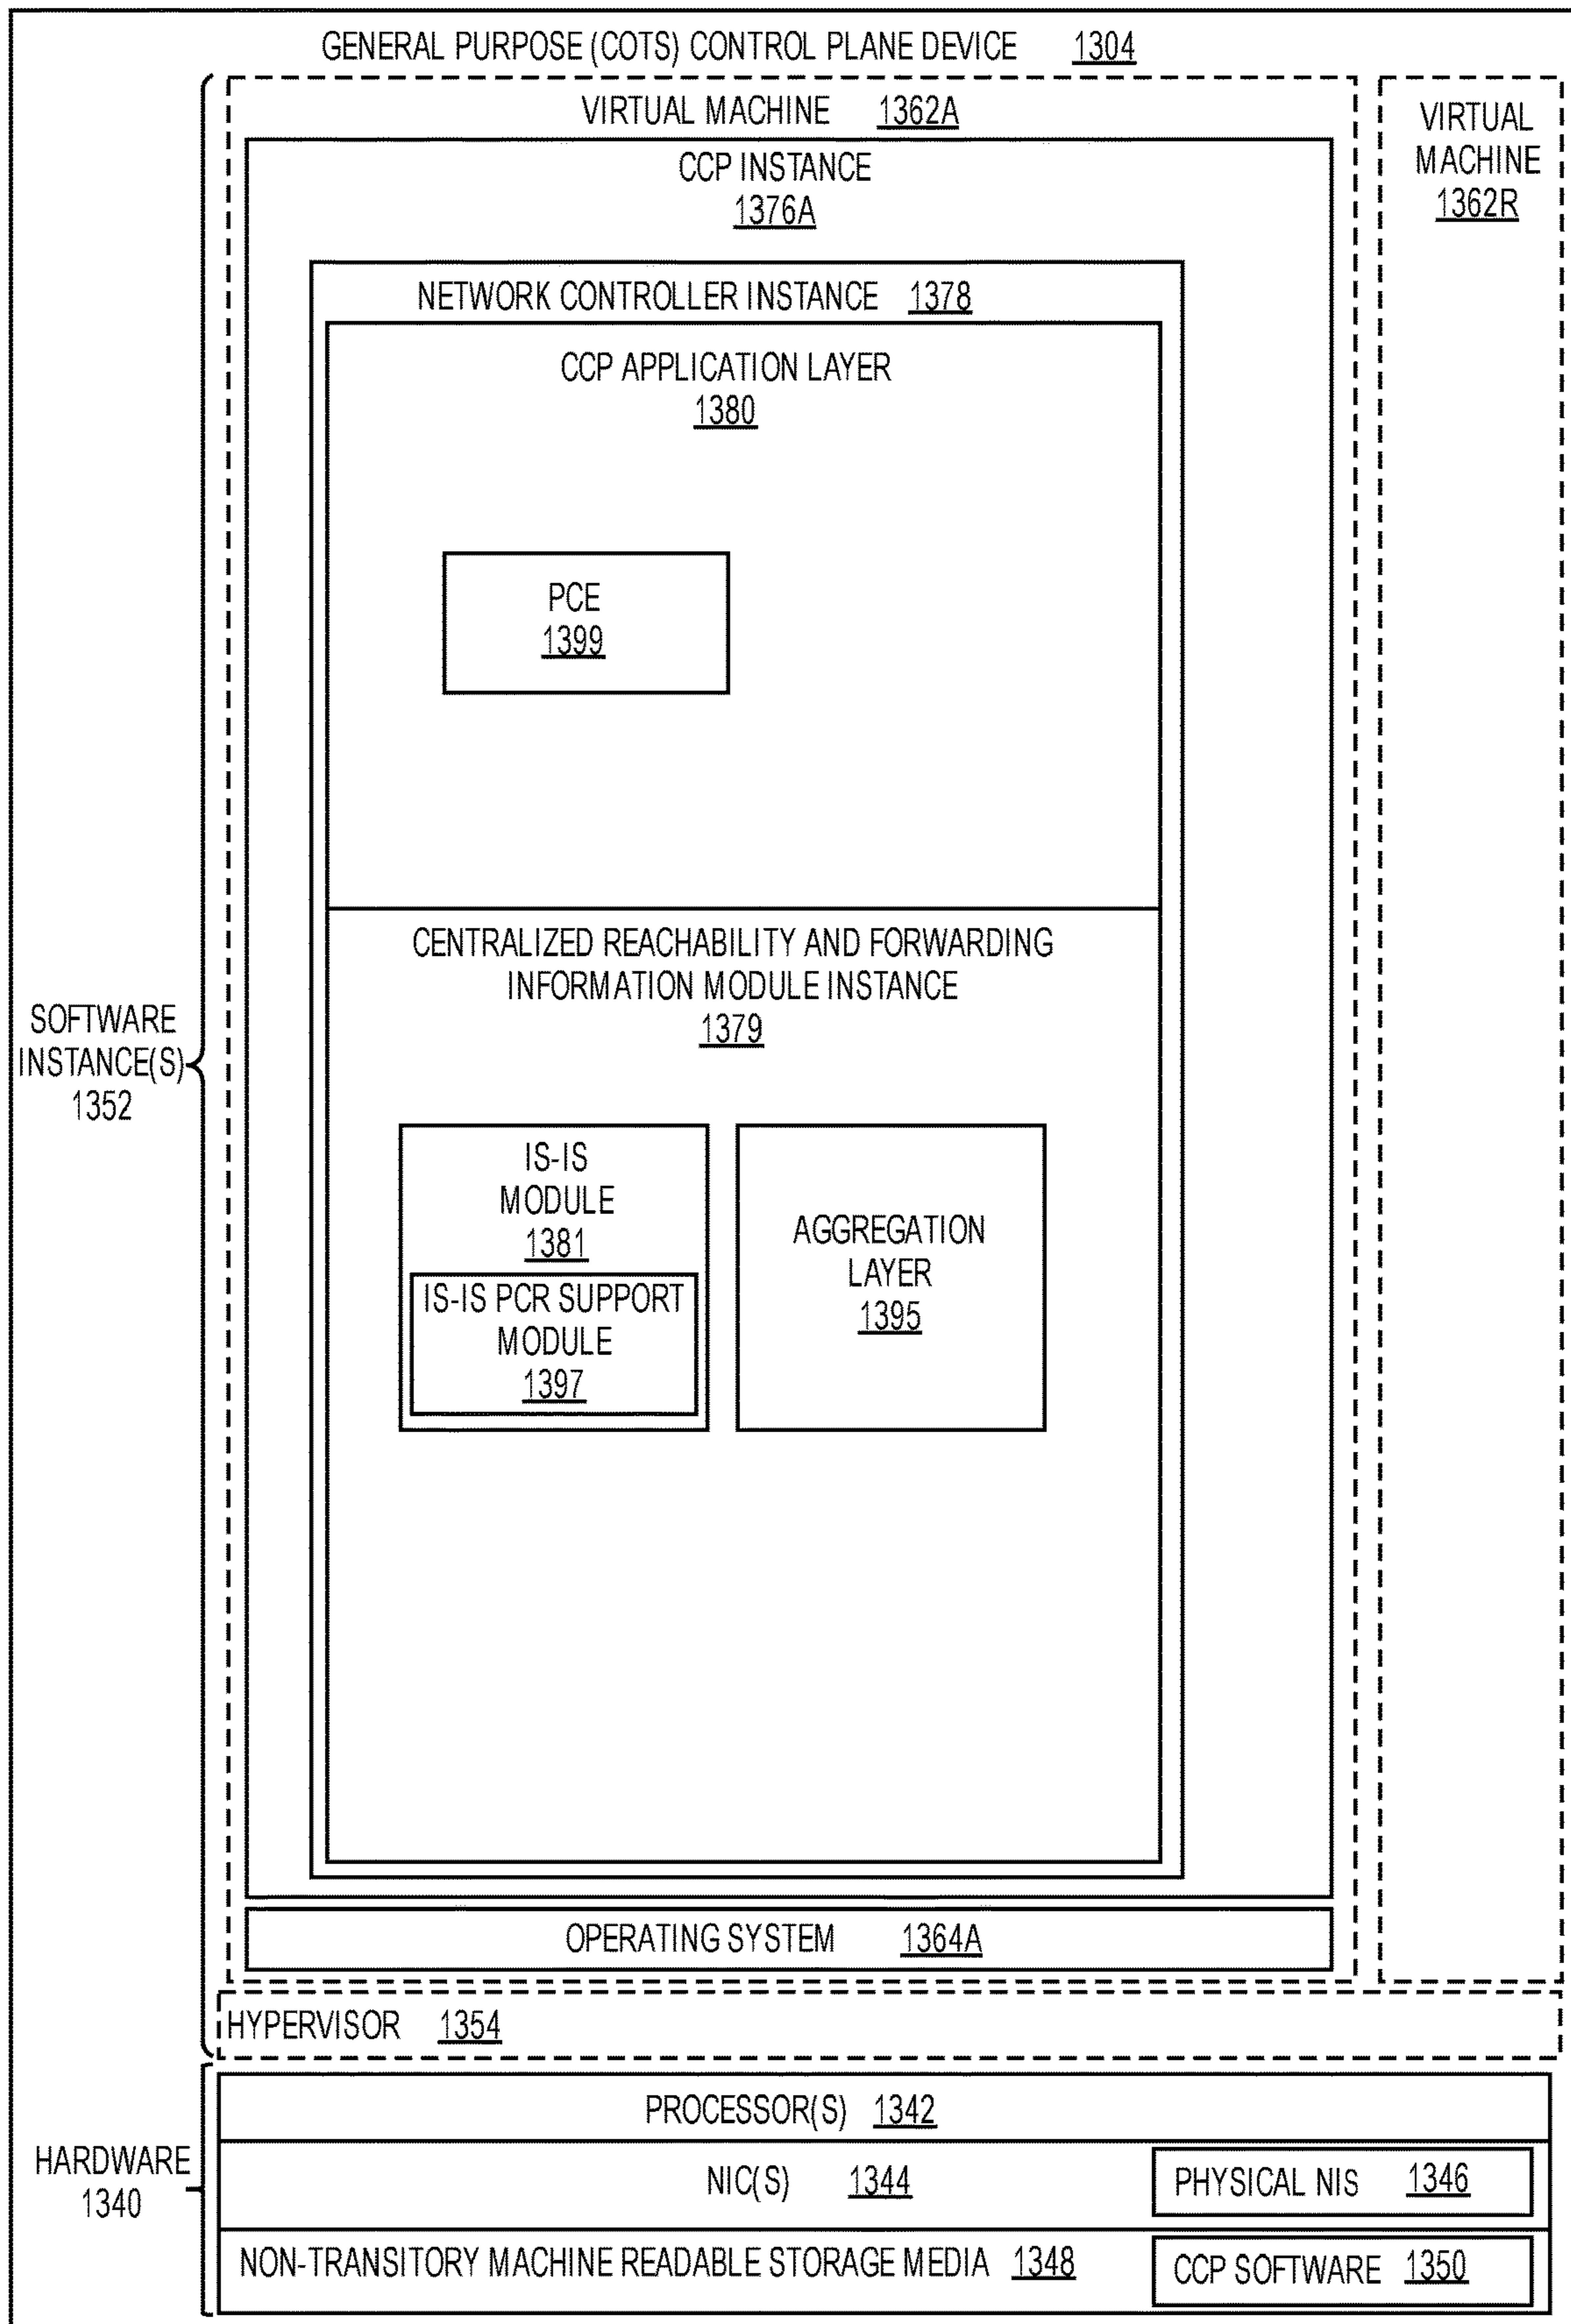 GENERAL PURPOSE (COTS) CONTROL PLANE DEVICE 1304
VIRTUAL MACHINE 1362A
VIRTUAL
MACHINE
1362R
CCP INSTANCE
1376A
NETWORK CONTROLLER INSTANCE 1378
CCP APPLICATION LAYER
1380
PCE
1399
CENTRALIZED REACHABILITY AND FORWARDING
INFORMATION MODULE INSTANCE
1379
SOFTWARE
INSTANCE(S)
1352
IS-IS
MODULE
1381
IS-IS PCR SUPPORT
MODULE
1397
AGGREGATION
LAYER
1395
OPERATING SYSTEM 1364A
HYPERVISOR 1354
HARDWARE
1340
PROCESSOR(S) 1342
NIC(S) 1344
PHYSICAL NIS 1346
NON-TRANSITORY MACHINE READABLE STORAGE MEDIA 1348
CCP SOFTWARE 1350